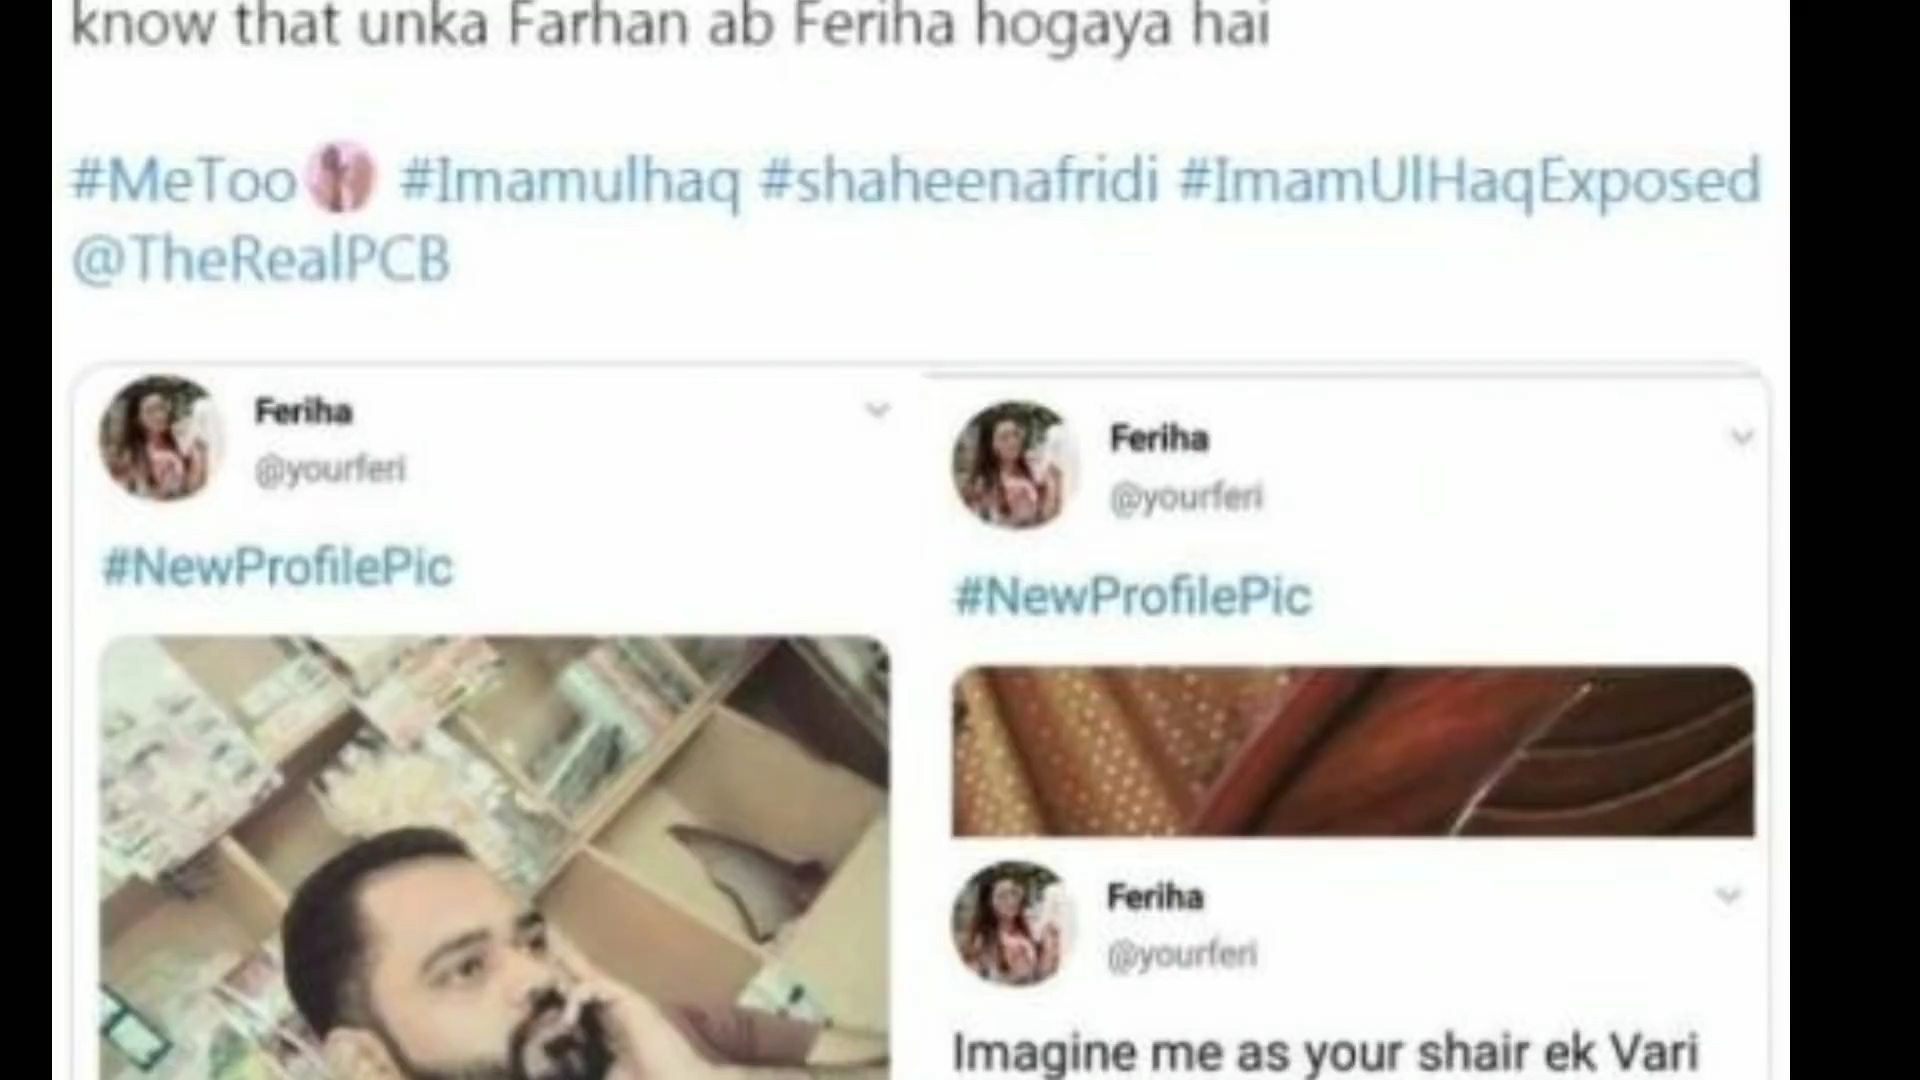 know that unka Farhan ab Feriha hogaya hai
#MeToo #Imamulhaq #shaheenafridi #ImamUlHaqExposed
@TheRealPCB
Feriha
@yourferi
#NewProfilePic
Feriha
@yourferi
#NewProfilePic
Feriha
@yourferi
Imagine me as your shair ek Vari